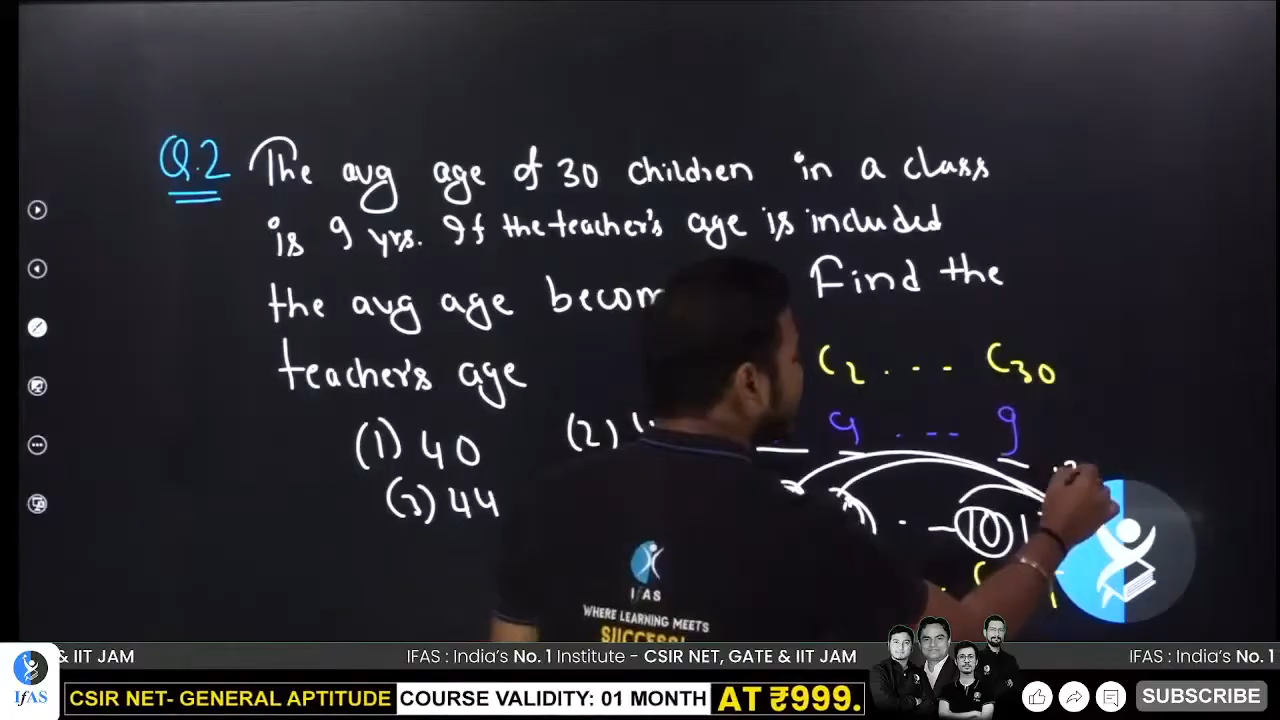 Q.2 The avg age of 30 children in a class
is 9 yrs. If the teacher's age is included
the avg age becom Find the
teacher's age
C2 ... C30
9 ... 9
(1) 40 (2)
(3) 44
10
IFAS
WHERE LEARNING MEETS
SUCCESS!
& IIT JAM IFAS : India's No. 1 Institute - CSIR NET, GATE & IIT JAM IFAS : India's No. 1
IFAS CSIR NET- GENERAL APTITUDE COURSE VALIDITY: 01 MONTH AT ₹999. SUBSCRIBE